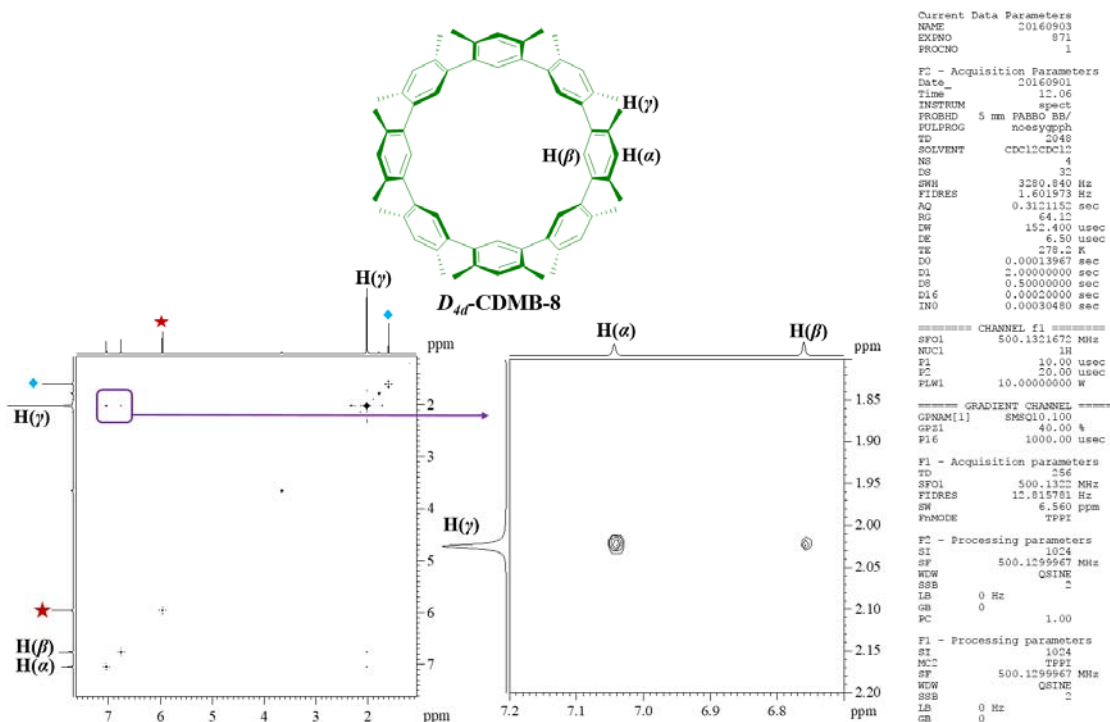 H(γ)
H(β) H(α)
D4d-CDMB-8
H(γ)
ppm
H(γ)
2
3
4
5
6
7
H(β)
H(α)
7 6 5 4 3 2 ppm
H(α) H(β)
ppm
1.85
1.90
1.95
H(γ)
2.00
2.05
2.10
2.15
2.20
7.2 7.1 7.0 6.9 6.8 ppm
Current Data Parameters
NAME 20160903
EXPNO 871
PROCNO 1
F2 - Acquisition Parameters
Date_ 20160901
Time 12.06
INSTRUM spect
PROBHD 5 mm PABBO BB/
PULPROG noesygpph
TD 2048
SOLVENT CDCl2CDCl2
NS 4
DS 32
SWH 3280.840 Hz
FIDRES 1.601973 Hz
AQ 0.3121152 sec
RG 64.12
DW 152.400 usec
DE 6.50 usec
TE 278.2 K
D0 0.00013967 sec
D1 2.00000000 sec
D8 0.50000000 sec
D16 0.00020000 sec
IN0 0.00030480 sec
======== CHANNEL f1 ========
SFO1 500.1321672 MHz
NUC1 1H
P1 10.00 usec
P2 20.00 usec
PLW1 10.00000000 W
====== GRADIENT CHANNEL =====
GPNAM[1] SMSQ10.100
GPZ1 40.00 %
P16 1000.00 usec
F1 - Acquisition parameters
TD 256
SFO1 500.1322 MHz
FIDRES 12.815781 Hz
SW 6.560 ppm
FnMODE TPPI
F2 - Processing parameters
SI 1024
SF 500.1299967 MHz
WDW QSINE
SSB 2
LB 0 Hz
GB 0
PC 1.00
F1 - Processing parameters
SI 1024
MC2 TPPI
SF 500.1299967 MHz
WDW QSINE
SSB 2
LB 0 Hz
GB 0